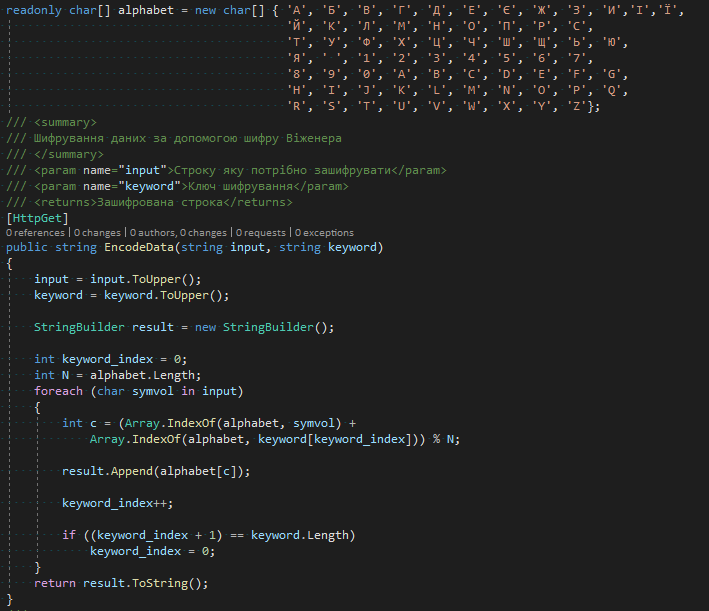 readonly char[] alphabet = new char[] { 'А', 'Б', 'В', 'Г', 'Д', 'Е', 'Є', 'Ж', 'З', 'И','І','Ї',
'Й', 'К', 'Л', 'М', 'Н', 'О', 'П', 'Р', 'С',
'Т', 'У', 'Ф', 'Х', 'Ц', 'Ч', 'Ш', 'Щ', 'Ь', 'Ю',
'Я', ' ', '1', '2', '3', '4', '5', '6', '7',
'8', '9', '0', 'A', 'B', 'C', 'D', 'E', 'F', 'G',
'H', 'I', 'J', 'K', 'L', 'M', 'N', 'O', 'P', 'Q',
'R', 'S', 'T', 'U', 'V', 'W', 'X', 'Y', 'Z'};
/// <summary>
/// Шифрування даних за допомогою шифру Віженера
/// </summary>
/// <param name="input">Строку яку потрібно зашифрувати</param>
/// <param name="keyword">Ключ шифрування</param>
/// <returns>Зашифрована строка</returns>
[HttpGet]
0 references | 0 changes | 0 authors, 0 changes | 0 requests | 0 exceptions
public string EncodeData(string input, string keyword)
{
input = input.ToUpper();
keyword = keyword.ToUpper();
StringBuilder result = new StringBuilder();
int keyword_index = 0;
int N = alphabet.Length;
foreach (char symvol in input)
{
int c = (Array.IndexOf(alphabet, symvol) +
Array.IndexOf(alphabet, keyword[keyword_index])) % N;
result.Append(alphabet[c]);
keyword_index++;
if ((keyword_index + 1) == keyword.Length)
keyword_index = 0;
}
return result.ToString();
}